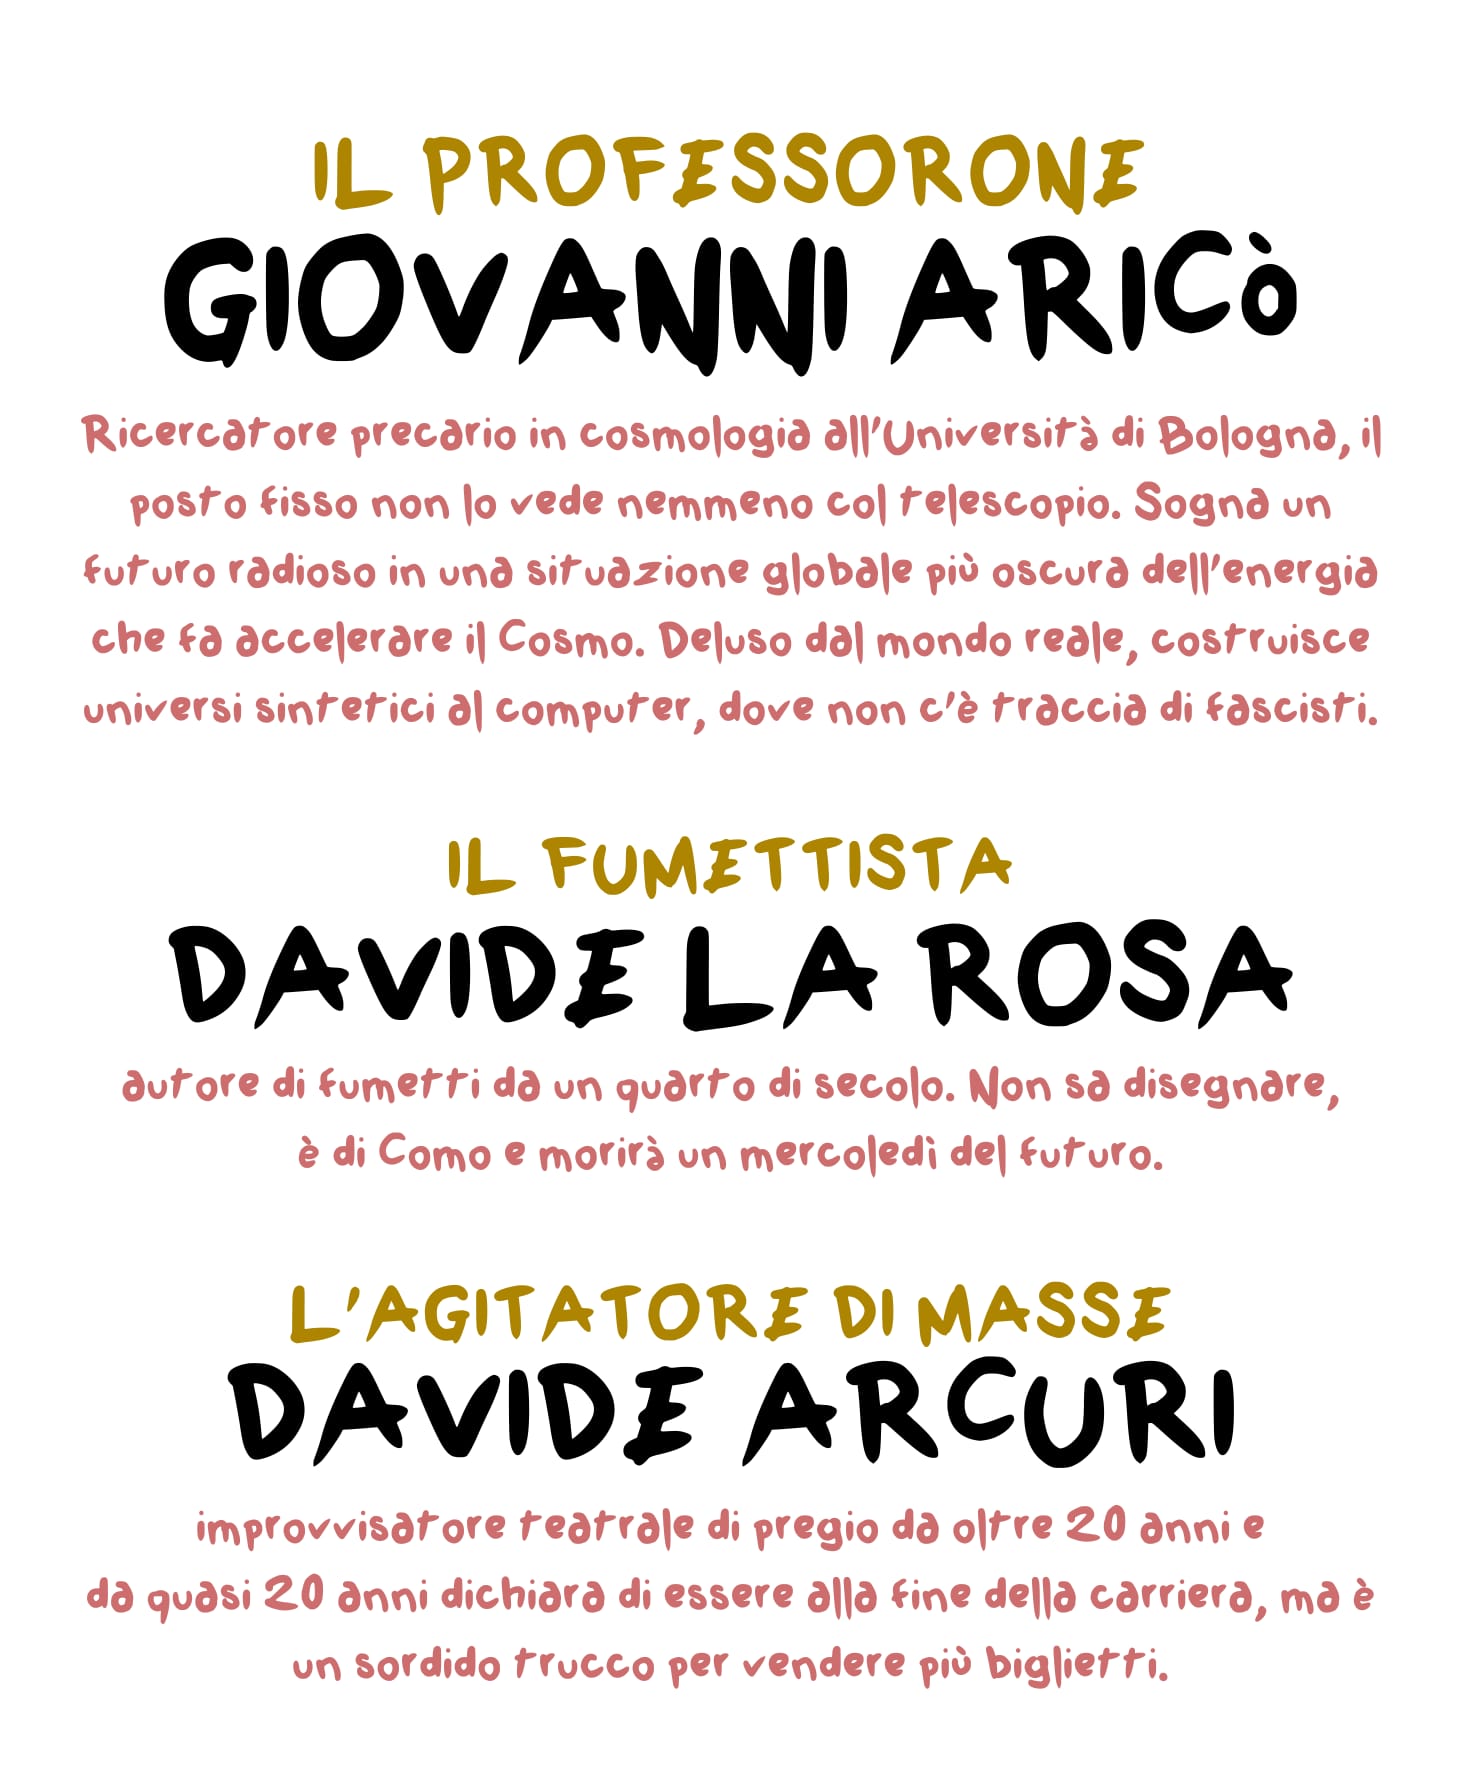 IL PROFESSORONE
GIOVANNI ARICò
Ricercatore precario in cosmologia all'Università di Bologna, il
posto fisso non lo vede nemmeno col telescopio. Sogna un
futuro radioso in una situazione globale più oscura dell'energia
che fa accelerare il Cosmo. Deluso dal mondo reale, costruisce
universi sintetici al computer, dove non c'è traccia di fascisti.
IL FUMETTISTA
DAVIDE LA ROSA
autore di fumetti da un quarto di secolo. Non sa disegnare,
è di Como e morirà un mercoledì del futuro.
L'AGITATORE DI MASSE
DAVIDE ARCURI
improvvisatore teatrale di pregio da oltre 20 anni e
da quasi 20 anni dichiara di essere alla fine della carriera, ma è
un sordido trucco per vendere più biglietti.